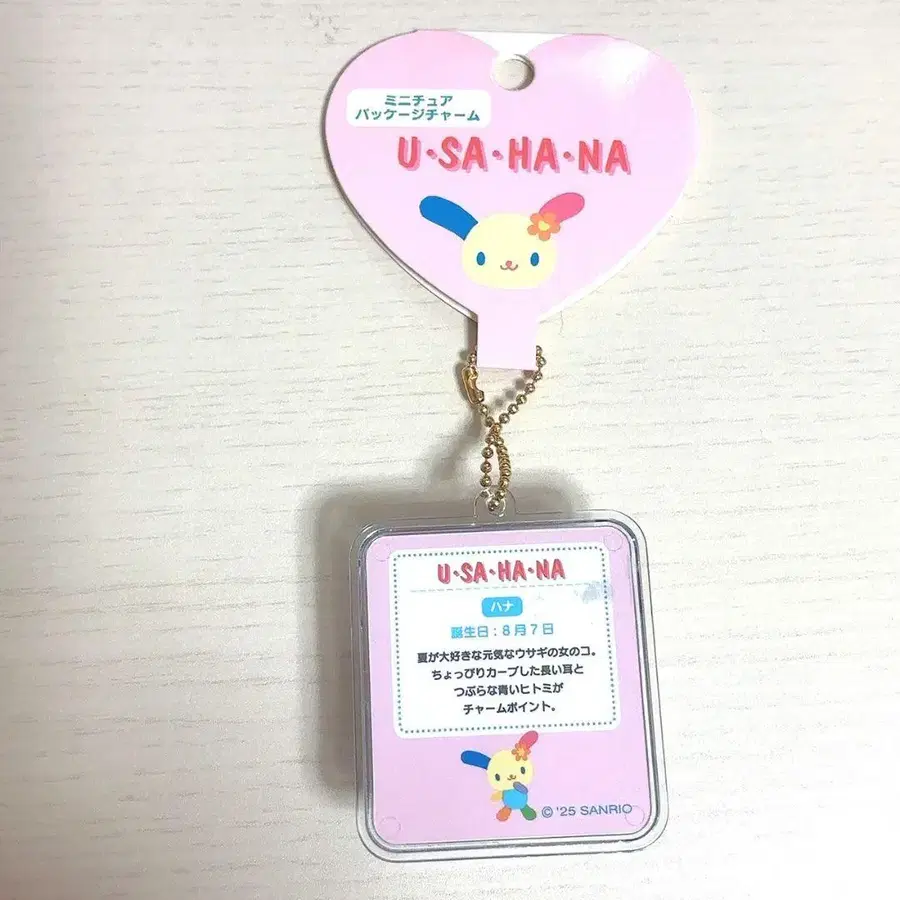 ミニチュア
パッケージチャーム
U·SA·HA·NA
U·SA·HA·NA
ハナ
誕生日：8月7日
夏が大好きな元気なウサギの女のコ。
ちょっぴりカーブした長い耳と
つぶらな青いヒトミが
チャームポイント。
© '25 SANRIO